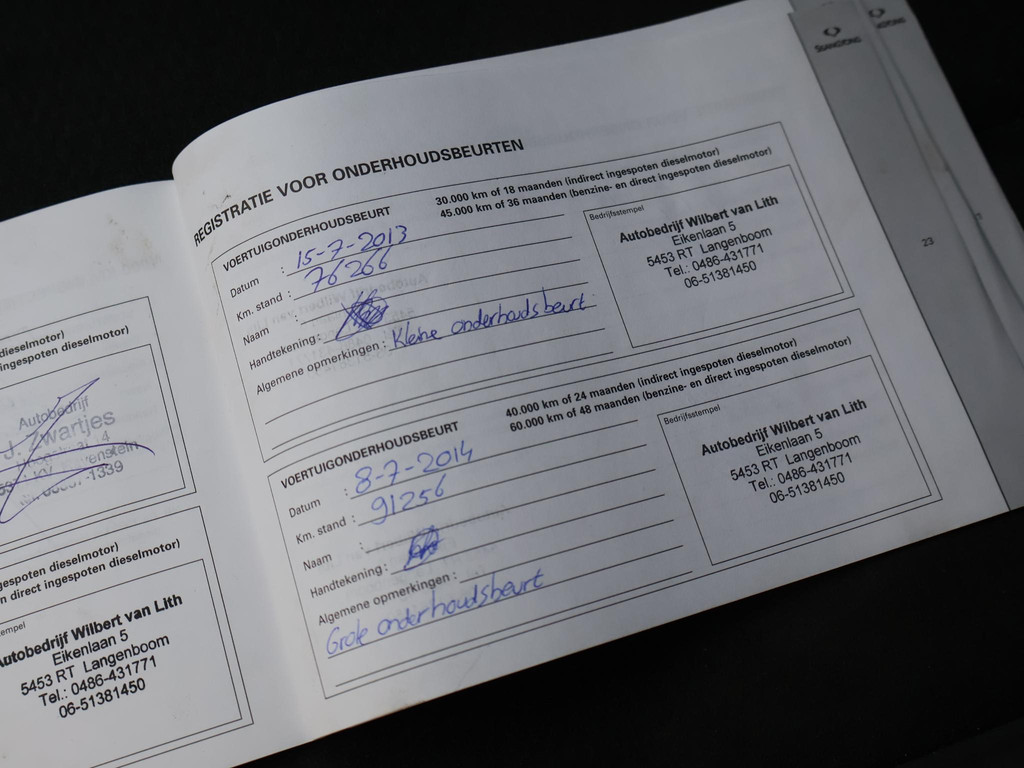 dieselmotor)
ingespoten dieselmotor)
Autobedrijf
J. Zwartjes
-1339
gespoten dieselmotor)
n direct ingespoten dieselmotor)
Autobedrijf Wilbert van Lith
Eikenlaan 5
5453 RT Langenboom
Tel.: 0486-431771
06-51381450
REGISTRATIE VOOR ONDERHOUDSBEURTEN
VOERTUIGONDERHOUDSBEURT
30.000 km of 18 maanden (indirect ingespoten dieselmotor)
45.000 km of 36 maanden (benzine- en direct ingespoten dieselmotor)
Datum : 15-7-2013
Km. stand : 76266
Naam :
Handtekening:
Algemene opmerkingen : Kleine onderhoudsbeurt
Bedrijfsstempel
Autobedrijf Wilbert van Lith
Eikenlaan 5
5453 RT Langenboom
Tel.: 0486-431771
06-51381450
VOERTUIGONDERHOUDSBEURT
40.000 km of 24 maanden (indirect ingespoten dieselmotor)
60.000 km of 48 maanden (benzine- en direct ingespoten dieselmotor)
Datum : 8-7-2014
Km. stand : 91256
Naam :
Handtekening:
Algemene opmerkingen :
Grote onderhoudsbeurt
Bedrijfsstempel
Autobedrijf Wilbert van Lith
Eikenlaan 5
5453 RT Langenboom
Tel.: 0486-431771
06-51381450
SSANGYONG
23